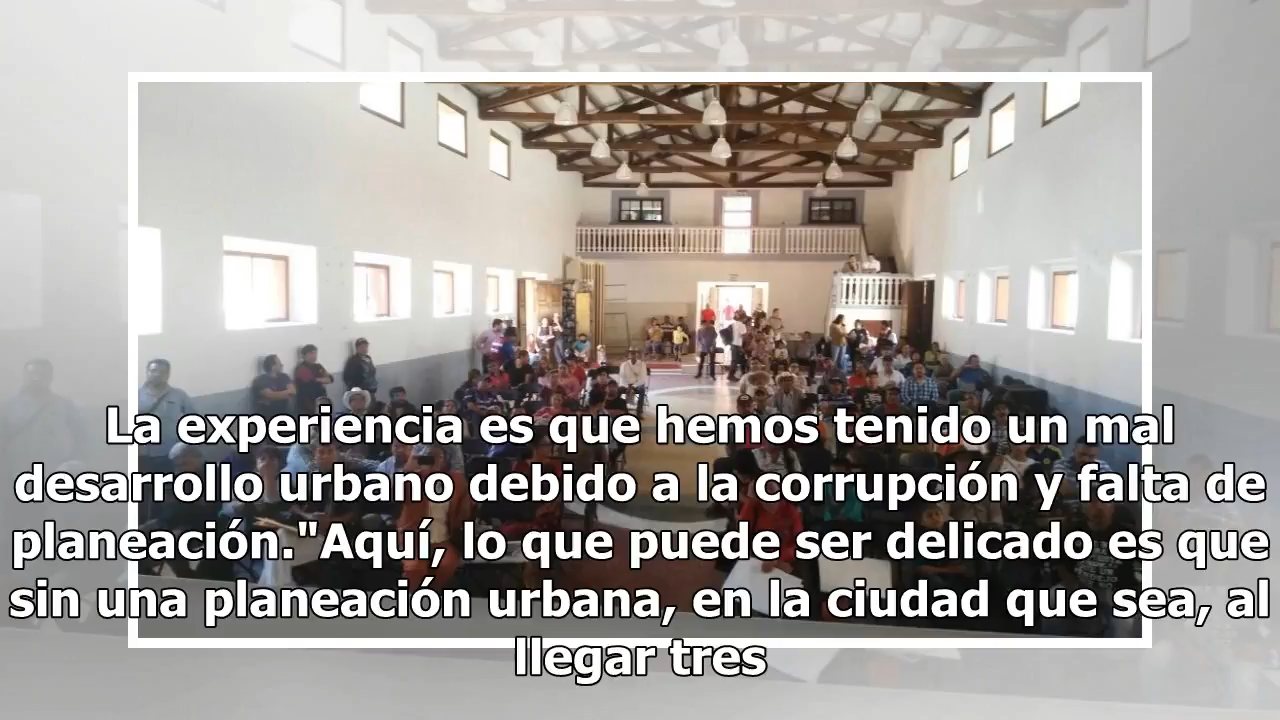 La experiencia es que hemos tenido un mal
desarrollo urbano debido a la corrupción y falta de
planeación."Aquí, lo que puede ser delicado es que
sin una planeación urbana, en la ciudad que sea, al
llegar tres